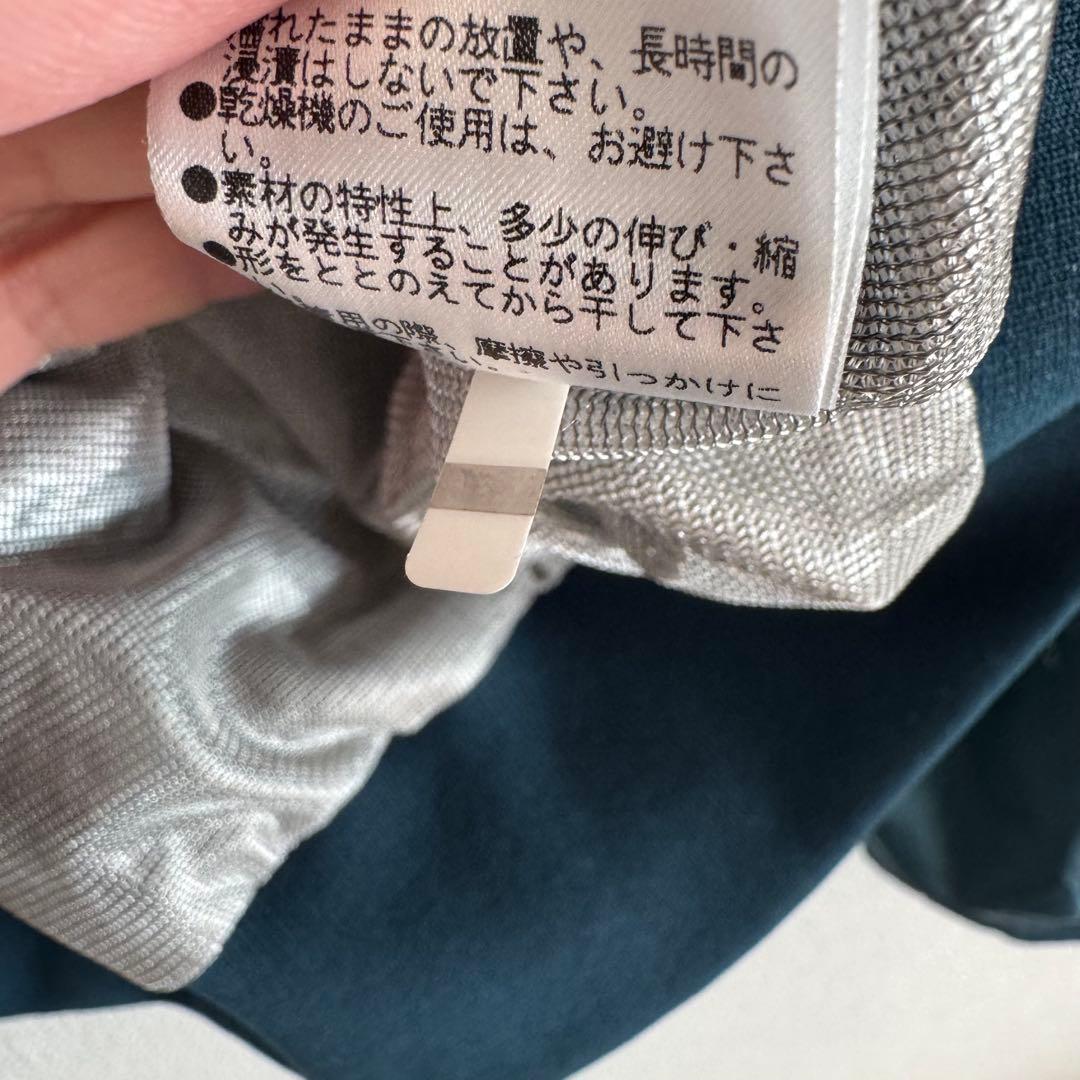 濡れたままの放置や、長時間の
浸漬はしないで下さい。
●乾燥機のご使用は、お避け下さ
い。
●素材の特性上、多少の伸び・縮
みが発生することがあります。
●形をととのえてから干して下さ
着用の際、摩擦や引っかけに